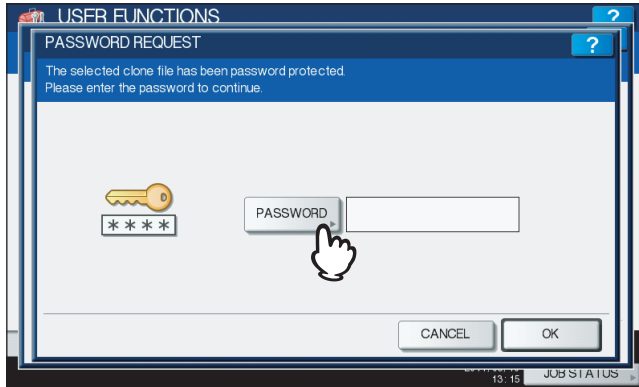 USER FUNCTIONS
?
PASSWORD REQUEST
?
The selected clone file has been password protected.
Please enter the password to continue.
PASSWORD
****
CANCEL
OK
13:15
JOB STATUS